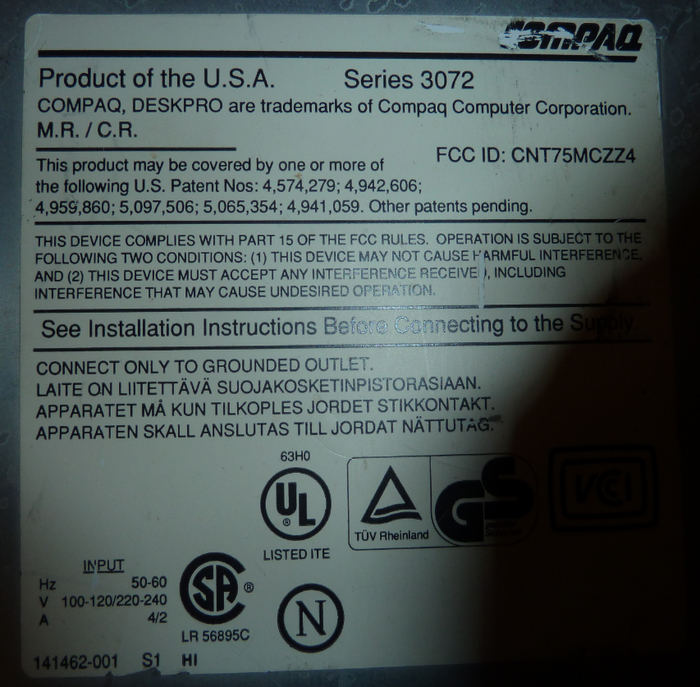 COMPAQ
Product of the U.S.A. Series 3072
COMPAQ, DESKPRO are trademarks of Compaq Computer Corporation.
M.R. / C.R.
FCC ID: CNT75MCZZ4
This product may be covered by one or more of
the following U.S. Patent Nos: 4,574,279; 4,942,606;
4,959,860; 5,097,506; 5,065,354; 4,941,059. Other patents pending.
THIS DEVICE COMPLIES WITH PART 15 OF THE FCC RULES. OPERATION IS SUBJECT TO THE
FOLLOWING TWO CONDITIONS: (1) THIS DEVICE MAY NOT CAUSE HARMFUL INTERFERENCE,
AND (2) THIS DEVICE MUST ACCEPT ANY INTERFERENCE RECEIVED, INCLUDING
INTERFERENCE THAT MAY CAUSE UNDESIRED OPERATION.
See Installation Instructions Before Connecting to the Supply
CONNECT ONLY TO GROUNDED OUTLET.
LAITE ON LIITETTÄVÄ SUOJAKOSKETINPISTORASIAAN.
APPARATET MÅ KUN TILKOPLES JORDET STIKKONTAKT.
APPARATEN SKALL ANSLUTAS TILL JORDAT NÄTTUTAG.
63H0
UL ®
LISTED ITE
TÜV Rheinland
GS
VCCI
INPUT
Hz 50-60
V 100-120/220-240
A 4/2
SA ®
LR 56895C
N
141462-001 S1 HI